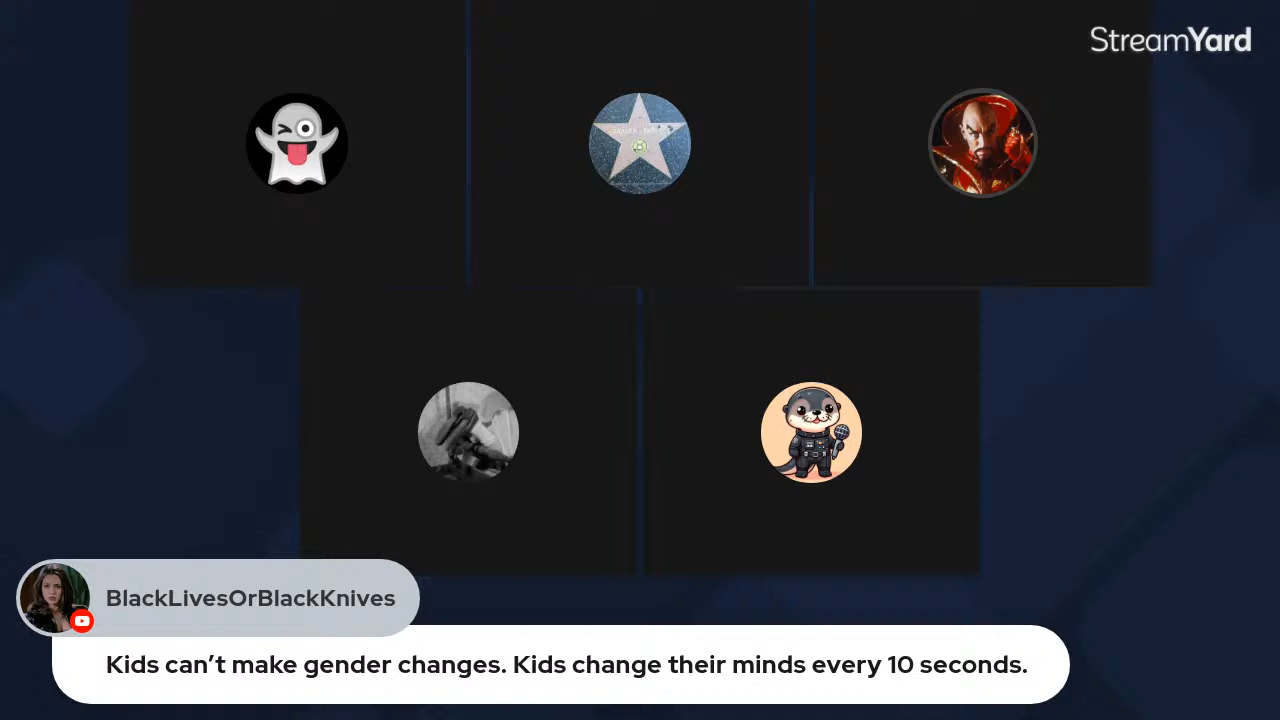 StreamYard
BlackLivesOrBlackKnives
Kids can’t make gender changes. Kids change their minds every 10 seconds.